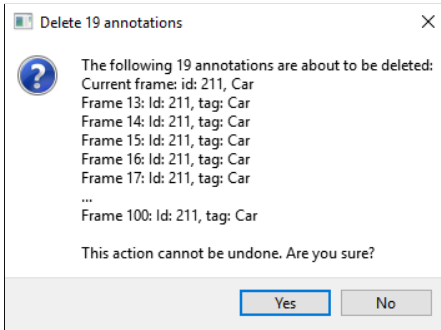 Delete 19 annotations
The following 19 annotations are about to be deleted:
Current frame: id: 211, Car
Frame 13: Id: 211, tag: Car
Frame 14: Id: 211, tag: Car
Frame 15: Id: 211, tag: Car
Frame 16: Id: 211, tag: Car
Frame 17: Id: 211, tag: Car
...
Frame 100: Id: 211, tag: Car
This action cannot be undone. Are you sure?
Yes
No